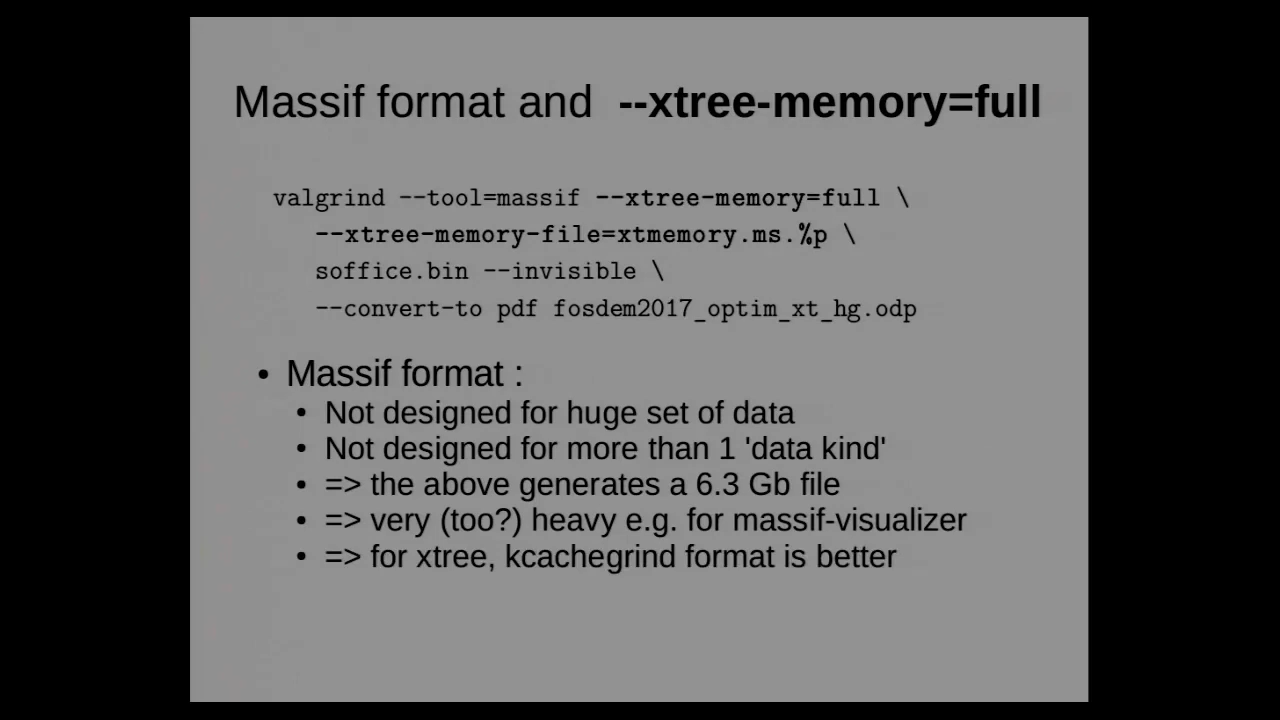 Massif format and --xtree-memory=full
valgrind --tool=massif --xtree-memory=full \
--xtree-memory-file=xtmemory.ms.%p \
soffice.bin --invisible \
--convert-to pdf fosdem2017_optim_xt_hg.odp
• Massif format :
• Not designed for huge set of data
• Not designed for more than 1 'data kind'
• => the above generates a 6.3 Gb file
• => very (too?) heavy e.g. for massif-visualizer
• => for xtree, kcachegrind format is better